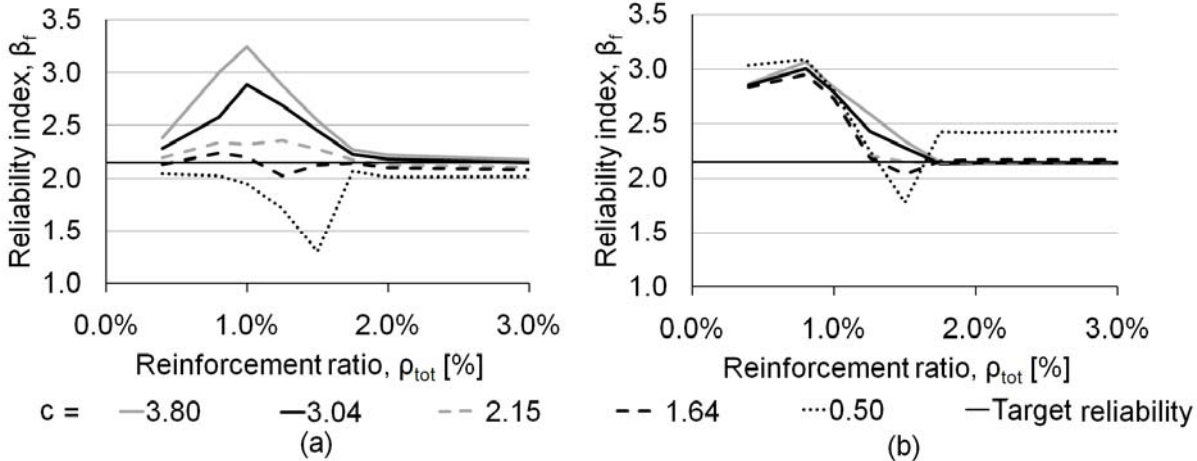 Reliability index, βf
3.5
3.0
2.5
2.0
1.5
1.0
0.0% 1.0% 2.0% 3.0%
Reinforcement ratio, ρtot [%]
Reliability index, βf
3.5
3.0
2.5
2.0
1.5
1.0
0.0% 1.0% 2.0% 3.0%
Reinforcement ratio, ρtot [%]
c = 3.80 3.04 2.15 1.64 0.50 Target reliability
(a)
(b)